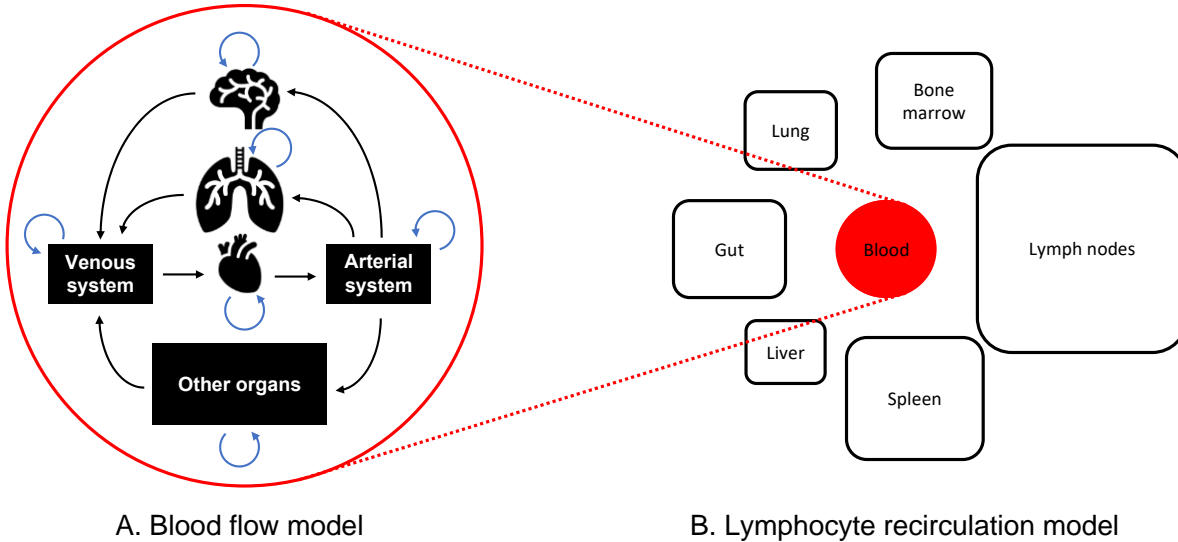 Venous
system
Arterial
system
Other organs
A. Blood flow model
Bone
marrow
Lung
Gut
Blood
Lymph nodes
Liver
Spleen
B. Lymphocyte recirculation model